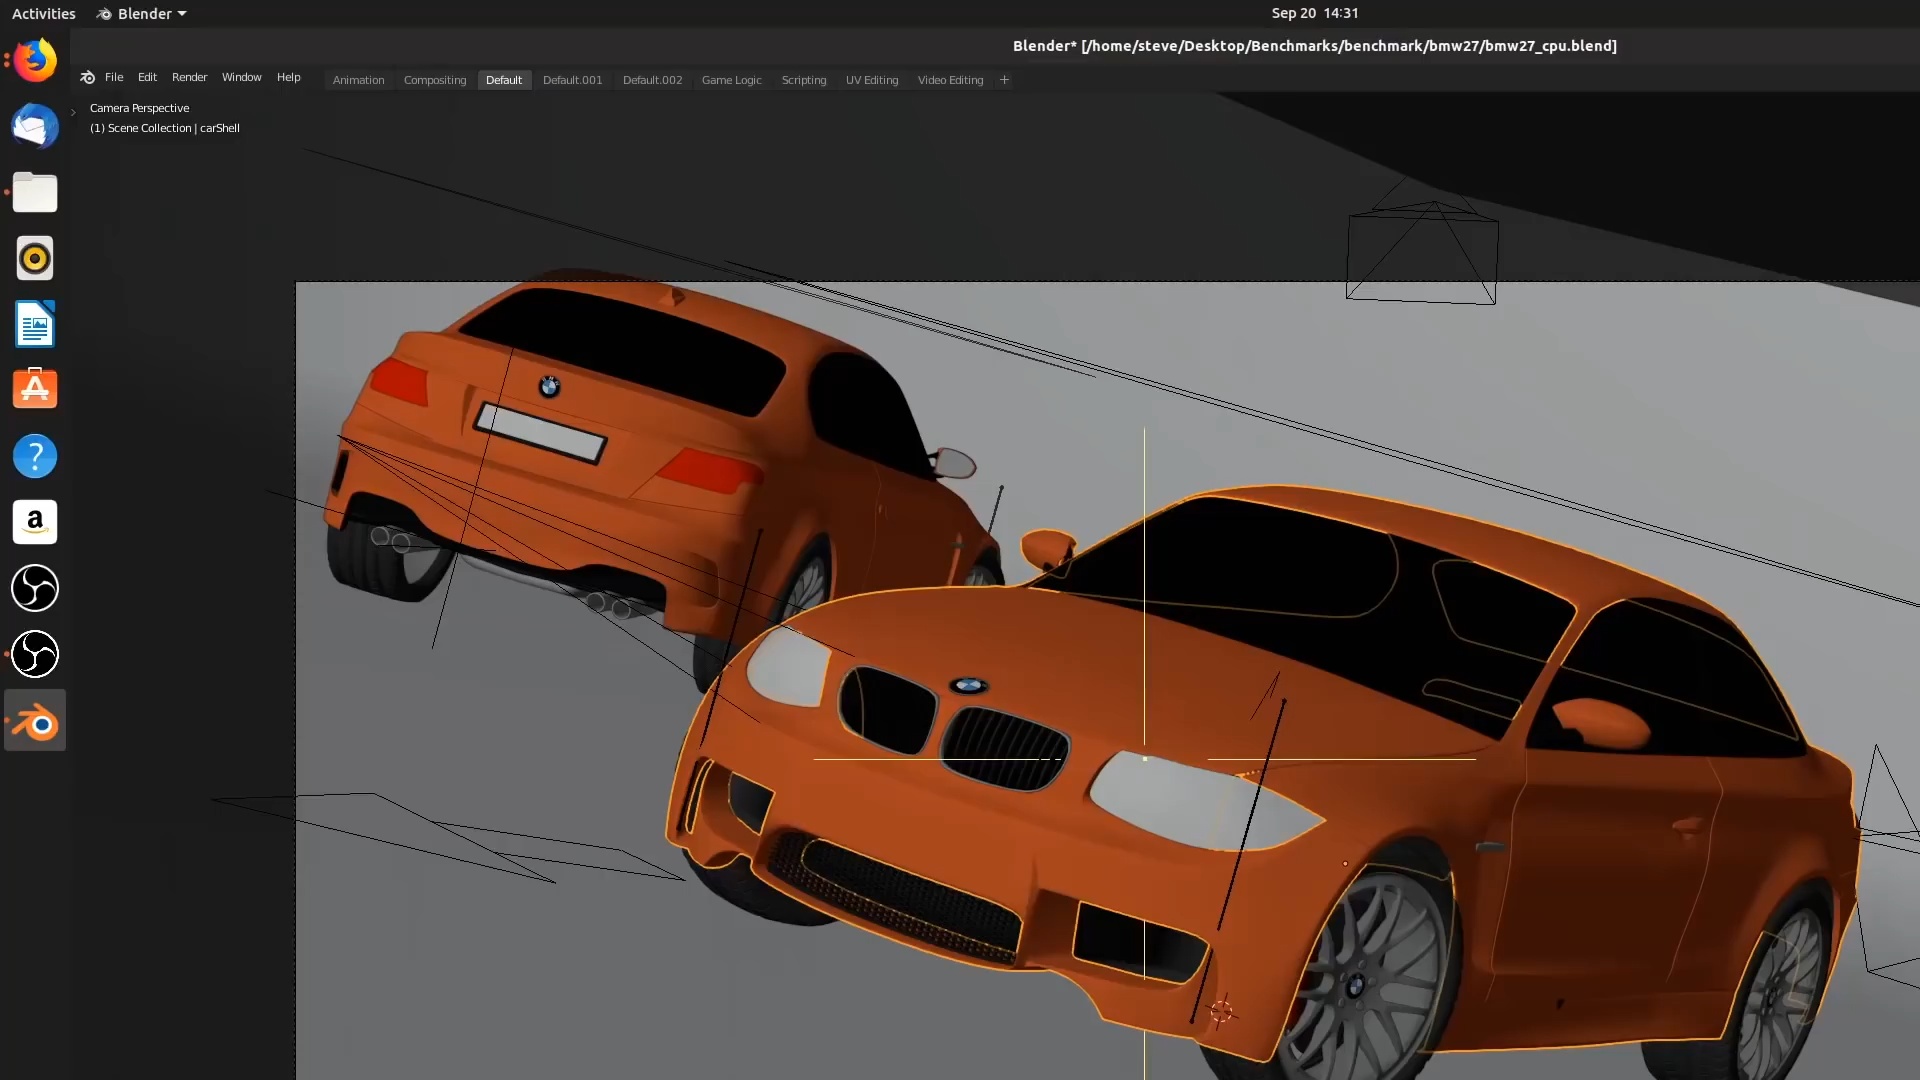 Activities Blender Sep 20 14:31
Blender* [/home/steve/Desktop/Benchmarks/benchmark/bmw27/bmw27_cpu.blend]
File Edit Render Window Help Animation Compositing Default Default.001 Default.002 Game Logic Scripting UV Editing Video Editing +
Camera Perspective
(1) Scene Collection | carShell
?
a